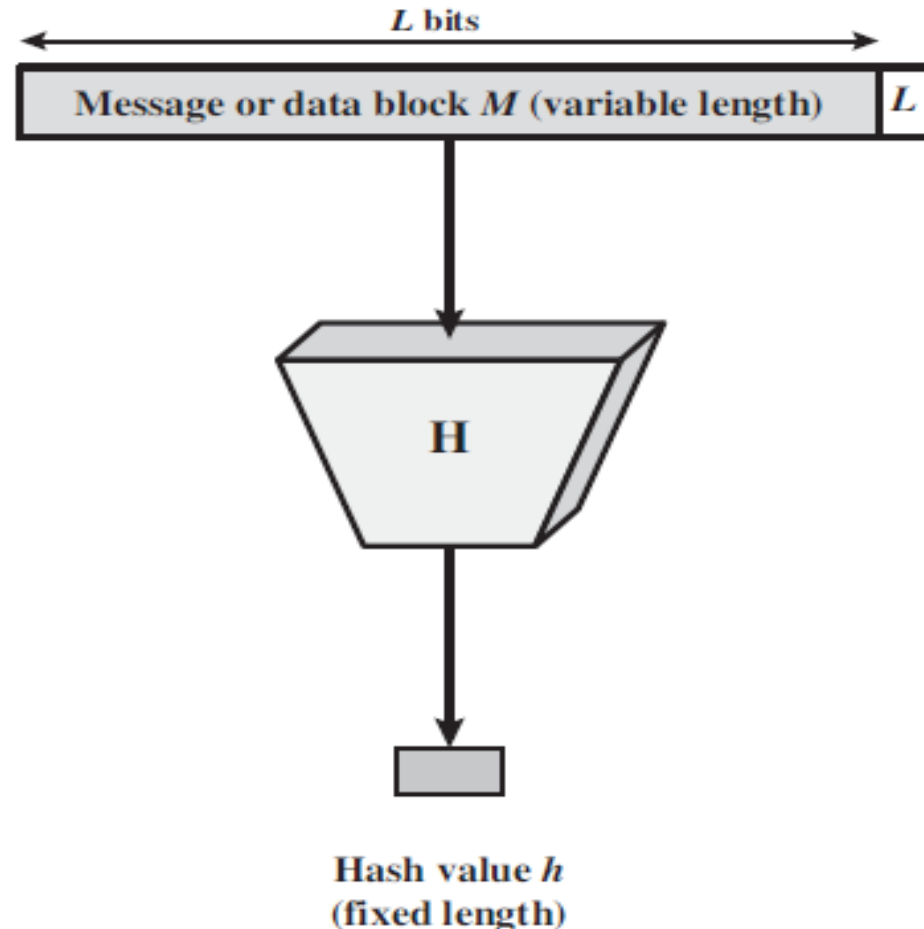 L bits
Message or data block M (variable length) L
H
Hash value h
(fixed length)